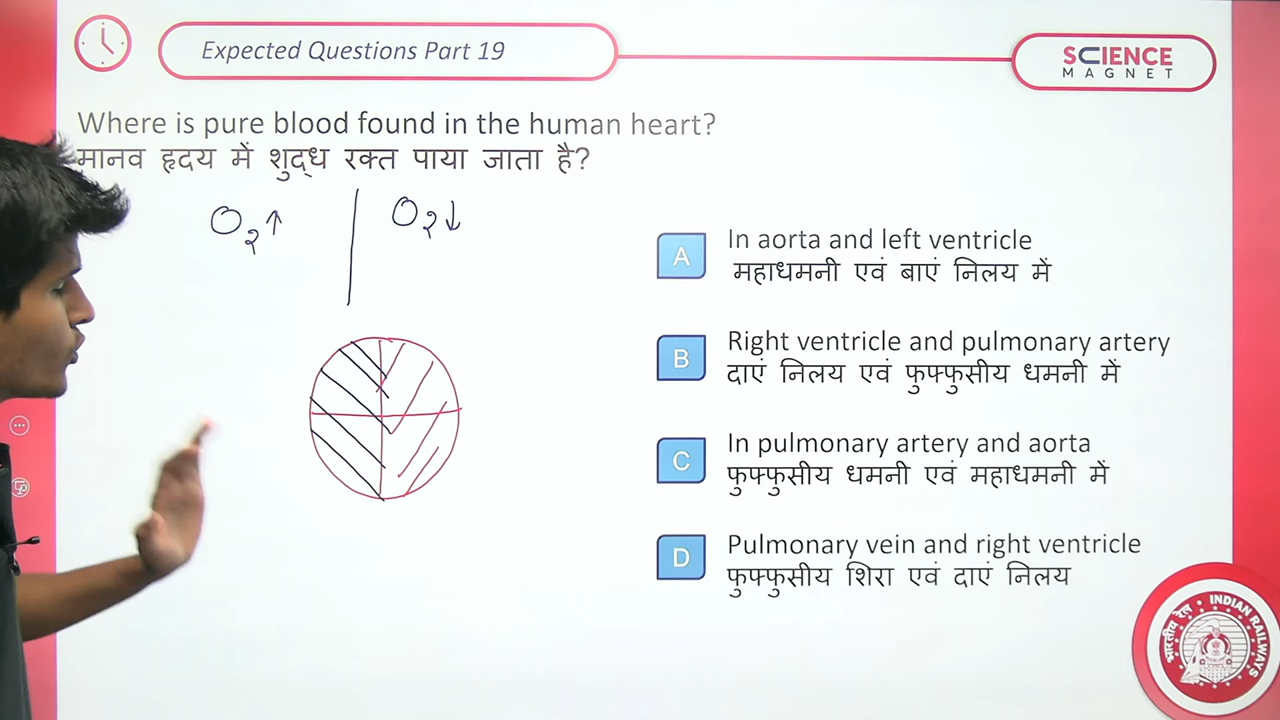 Expected Questions Part 19
SCIENCE
MAGNET
Where is pure blood found in the human heart?
मानव हृदय में शुद्ध रक्त पाया जाता है?
O2↑
O2↓
A
In aorta and left ventricle
महाधमनी एवं बाएं निलय में
B
Right ventricle and pulmonary artery
दाएं निलय एवं फुफ्फुसीय धमनी में
C
In pulmonary artery and aorta
फुफ्फुसीय धमनी एवं महाधमनी में
D
Pulmonary vein and right ventricle
फुफ्फुसीय शिरा एवं दाएं निलय
भारतीय रेल
INDIAN RAILWAYS